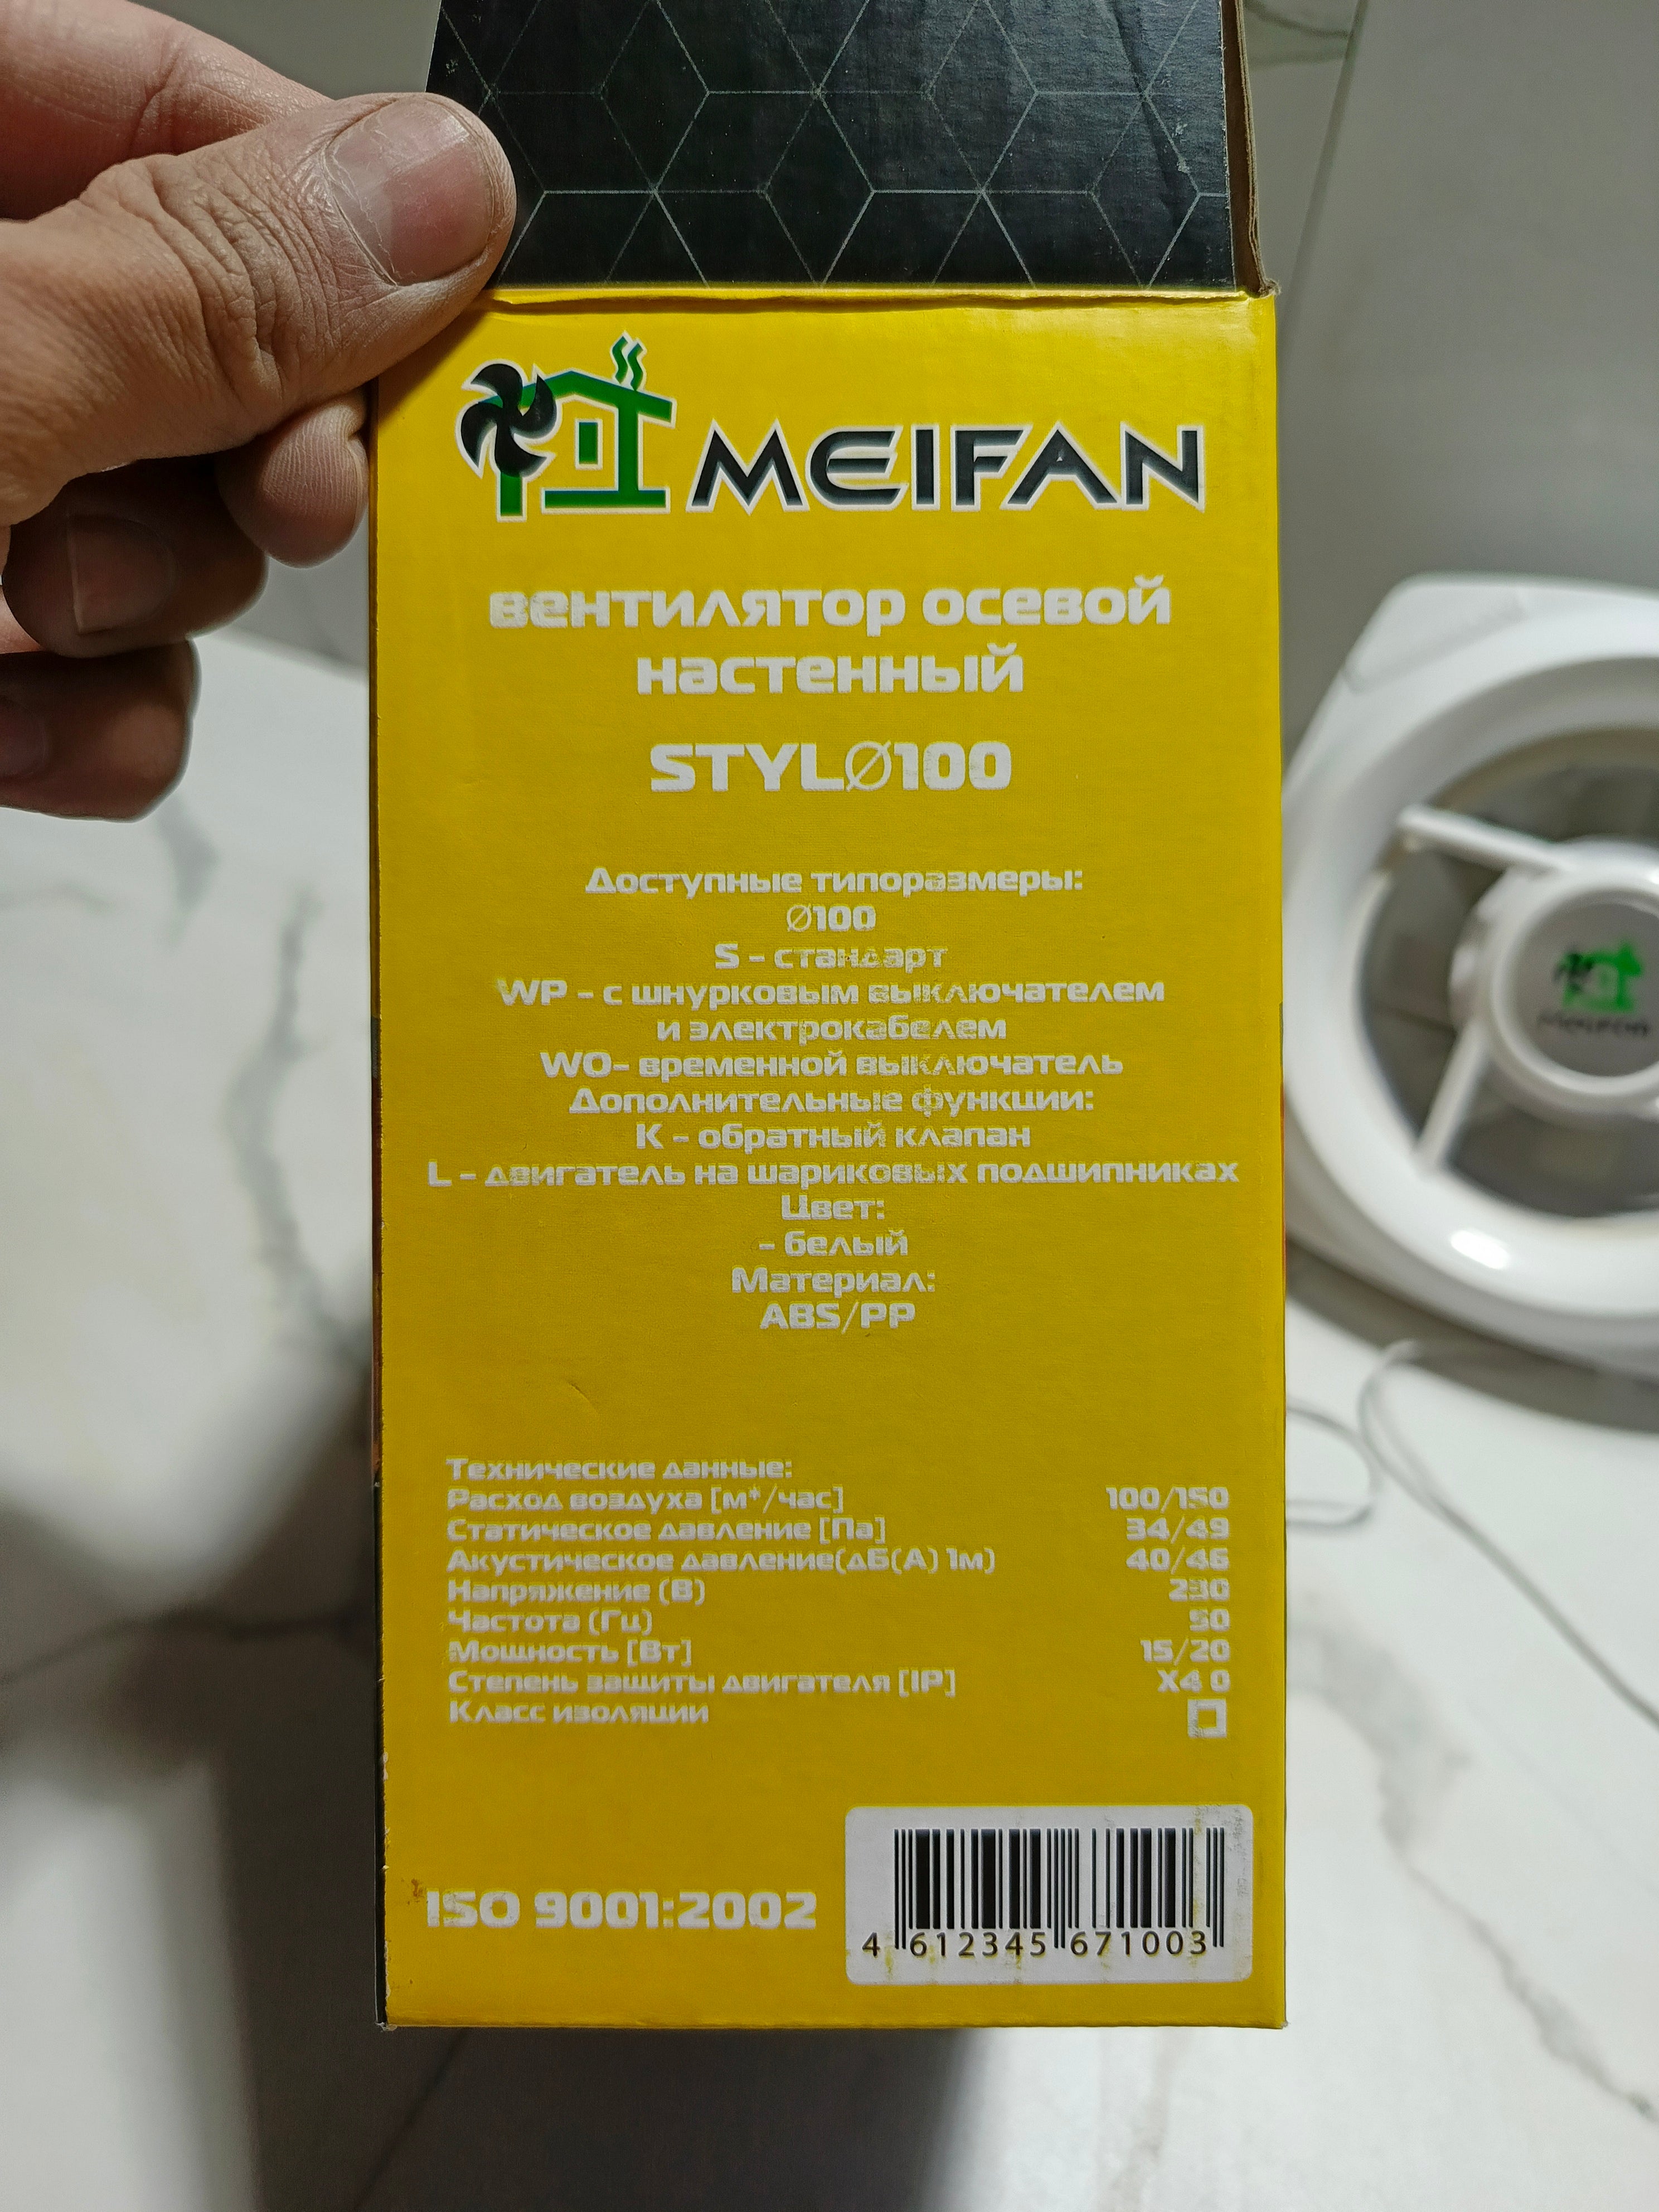 MEIFAN
вентилятор осевой
настенный
STYLØ100
Доступные типоразмеры:
Ø100
S - стандарт
WP - с шнурковым выключателем
и электрокабелем
WO- временной выключатель
Дополнительные функции:
K - обратный клапан
L - двигатель на шариковых подшипниках
Цвет:
- белый
Материал:
ABS/PP
Технические данные:
Расход воздуха [м*/час] 100/150
Статическое давление [Па] 34/49
Акустическое давление(дБ(А) 1м) 40/46
Напряжение (В) 230
Частота (Гц) 50
Мощность [Вт] 15/20
Степень защиты двигателя [IP] X4 0
Класс изоляции
ISO 9001:2002
4 612345 671003
Meifan